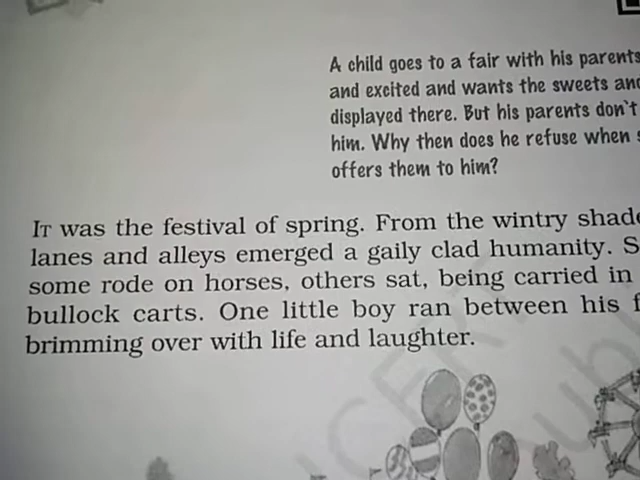 A child goes to a fair with his parents
and excited and wants the sweets and
displayed there. But his parents don't
him. Why then does he refuse when
offers them to him?
IT was the festival of spring. From the wintry
lanes and alleys emerged a gaily clad humanity.
some rode on horses, others sat, being carried in
bullock carts. One little boy ran between his
brimming over with life and laughter.
NCERT